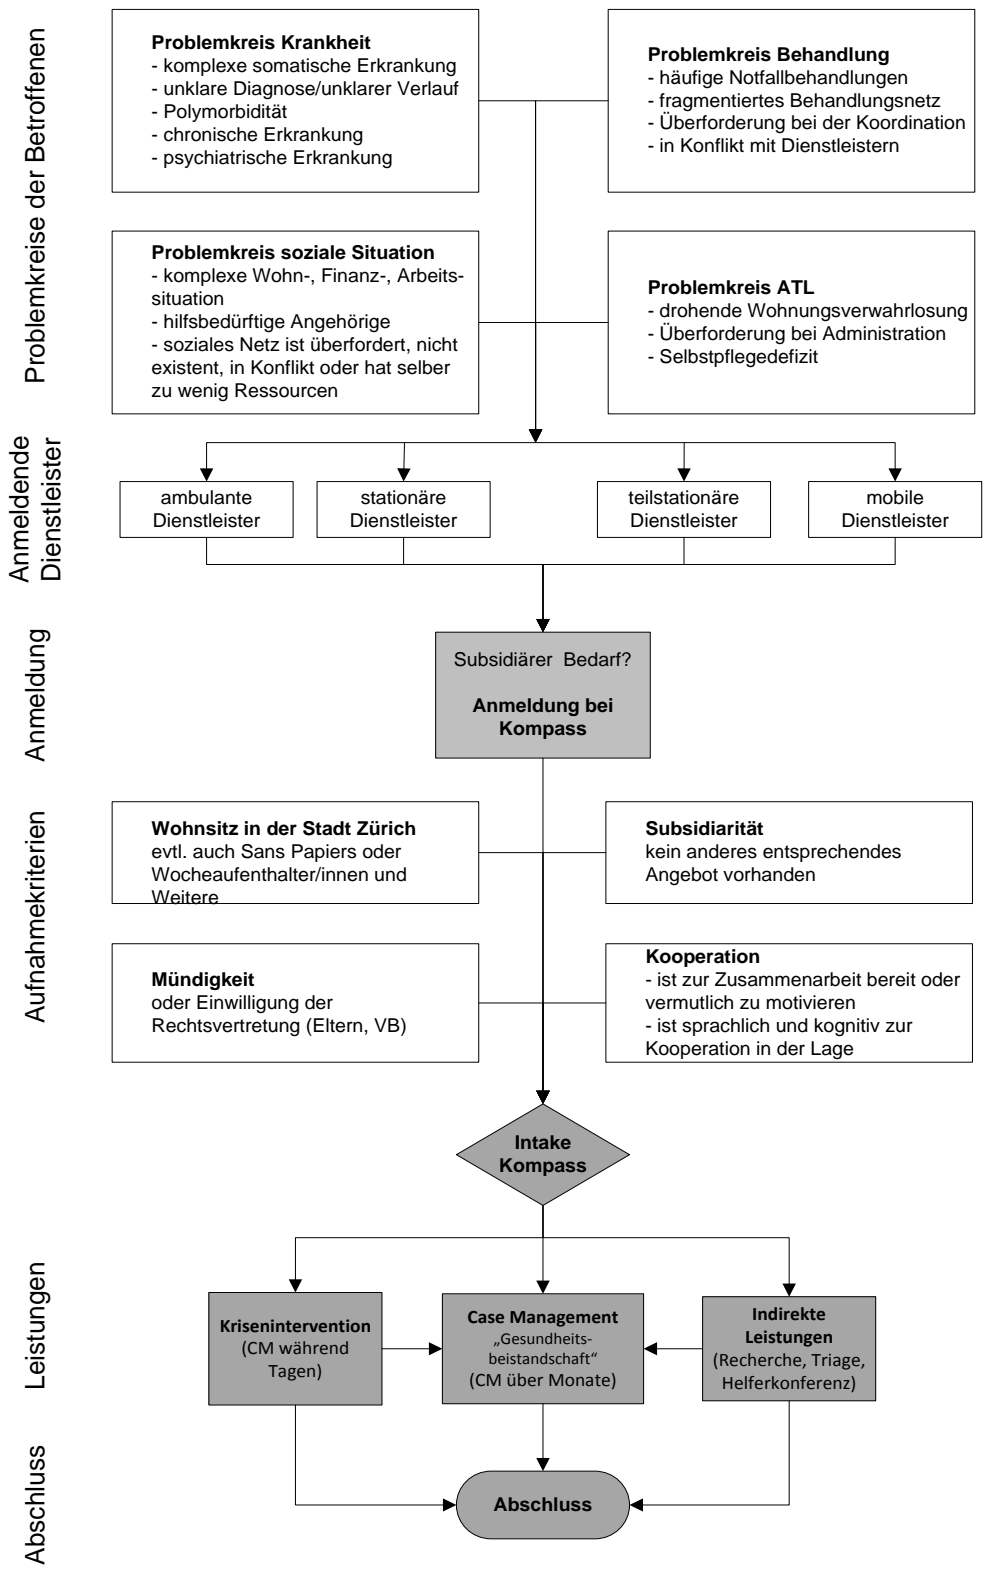 Problemkreise der Betroffenen
Problemkreis Krankheit
- komplexe somatische Erkrankung
- unklare Diagnose/unklarer Verlauf
- Polymorbidität
- chronische Erkrankung
- psychiatrische Erkrankung
Problemkreis Behandlung
- häufige Notfallbehandlungen
- fragmentiertes Behandlungsnetz
- Überforderung bei der Koordination
- in Konflikt mit Dienstleistern
Problemkreis soziale Situation
- komplexe Wohn-, Finanz-, Arbeits-
situation
- hilfsbedürftige Angehörige
- soziales Netz ist überfordert, nicht
existent, in Konflikt oder hat selber
zu wenig Ressourcen
Problemkreis ATL
- drohende Wohnungsverwahrlosung
- Überforderung bei Administration
- Selbstpflegedefizit
Anmeldende
Dienstleister
ambulante
Dienstleister
stationäre
Dienstleister
teilstationäre
Dienstleister
mobile
Dienstleister
Anmeldung
Subsidiärer Bedarf?
Anmeldung bei
Kompass
Aufnahmekriterien
Wohnsitz in der Stadt Zürich
evtl. auch Sans Papiers oder
Wocheaufenthalter/innen und
Weitere
Subsidiarität
kein anderes entsprechendes
Angebot vorhanden
Mündigkeit
oder Einwilligung der
Rechtsvertretung (Eltern, VB)
Kooperation
- ist zur Zusammenarbeit bereit oder
vermutlich zu motivieren
- ist sprachlich und kognitiv zur
Kooperation in der Lage
Intake
Kompass
Leistungen
Krisenintervention
(CM während
Tagen)
Case Management
„Gesundheits-
beistandschaft“
(CM über Monate)
Indirekte
Leistungen
(Recherche, Triage,
Helferkonferenz)
Abschluss
Abschluss